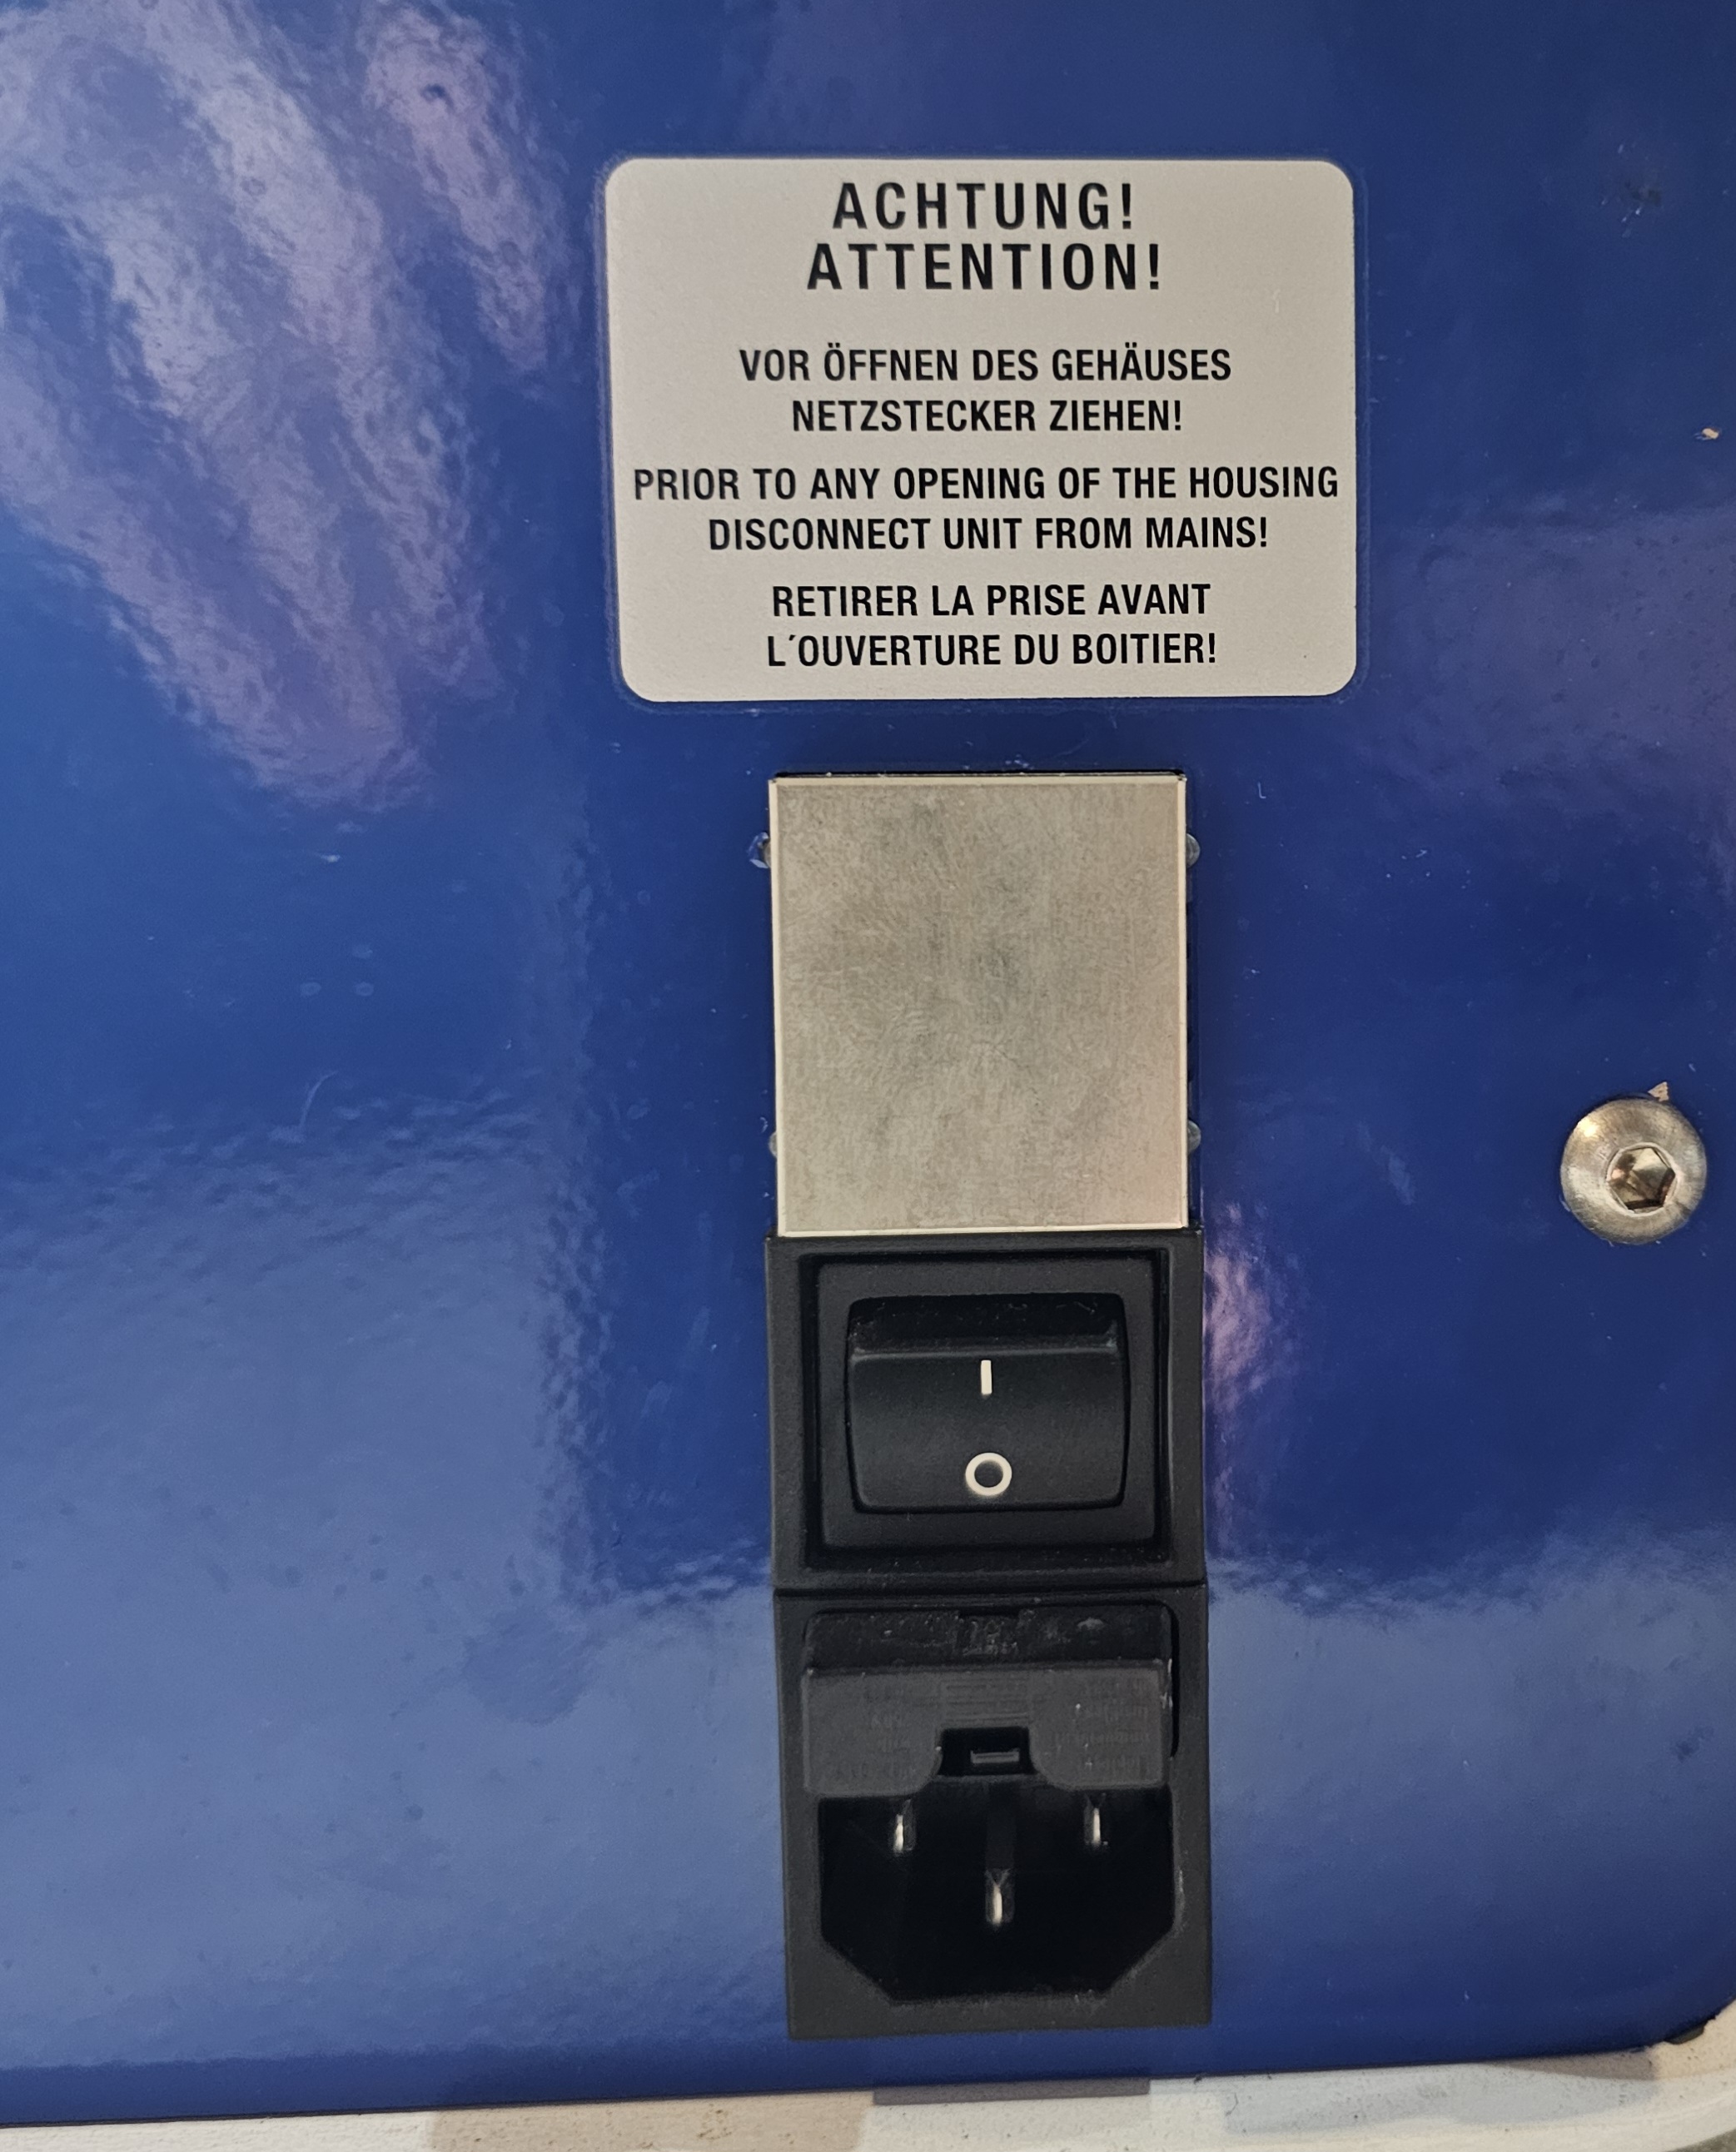 ACHTUNG!
ATTENTION!
VOR ÖFFNEN DES GEHÄUSES
NETZSTECKER ZIEHEN!
PRIOR TO ANY OPENING OF THE HOUSING
DISCONNECT UNIT FROM MAINS!
RETIRER LA PRISE AVANT
L´OUVERTURE DU BOITIER!
I
O